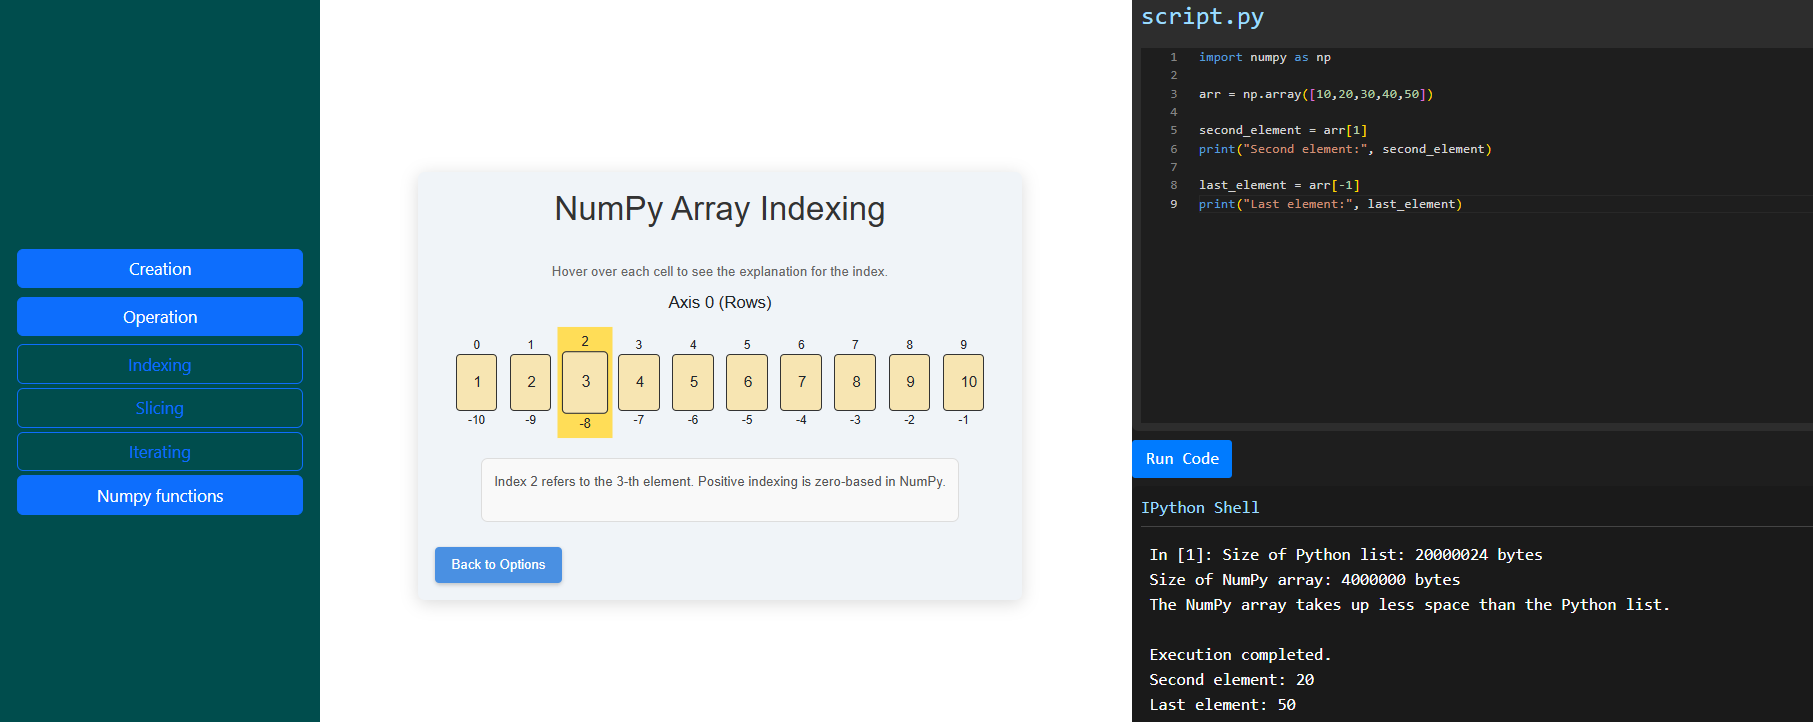 Creation
Operation
Indexing
Slicing
Iterating
Numpy functions
NumPy Array Indexing
Hover over each cell to see the explanation for the index.
Axis 0 (Rows)
0 1 2 3 4 5 6 7 8 9
1 2 3 4 5 6 7 8 9 10
-10 -9 -8 -7 -6 -5 -4 -3 -2 -1
Index 2 refers to the 3-th element. Positive indexing is zero-based in NumPy.
Back to Options
script.py
1 import numpy as np
2
3 arr = np.array([10,20,30,40,50])
4
5 second_element = arr[1]
6 print("Second element:", second_element)
7
8 last_element = arr[-1]
9 print("Last element:", last_element)
Run Code
IPython Shell
In [1]: Size of Python list: 20000024 bytes
Size of NumPy array: 4000000 bytes
The NumPy array takes up less space than the Python list.
Execution completed.
Second element: 20
Last element: 50